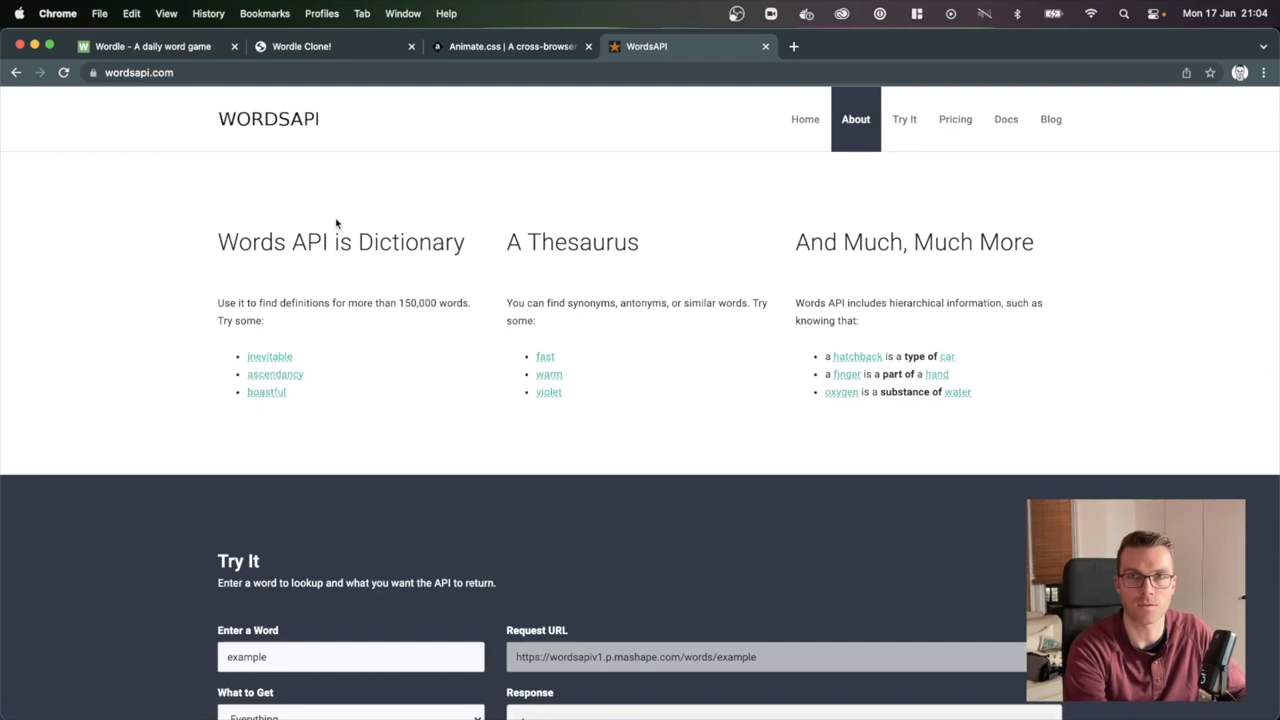 Chrome File Edit View History Bookmarks Profiles Tab Window Help Mon 17 Jan 21:04
Wordle - A daily word game Wordle Clone! Animate.css | A cross-browser WordsAPI
wordsapi.com
WORDSAPI Home About Try It Pricing Docs Blog
Words API is Dictionary
Use it to find definitions for more than 150,000 words.
Try some:
inevitable
ascendancy
boastful
A Thesaurus
You can find synonyms, antonyms, or similar words. Try
some:
fast
warm
violet
And Much, Much More
Words API includes hierarchical information, such as
knowing that:
a hatchback is a type of car
a finger is a part of a hand
oxygen is a substance of water
Try It
Enter a word to lookup and what you want the API to return.
Enter a Word
example
What to Get
Everything
Request URL
https://wordsapiv1.p.mashape.com/words/example
Response